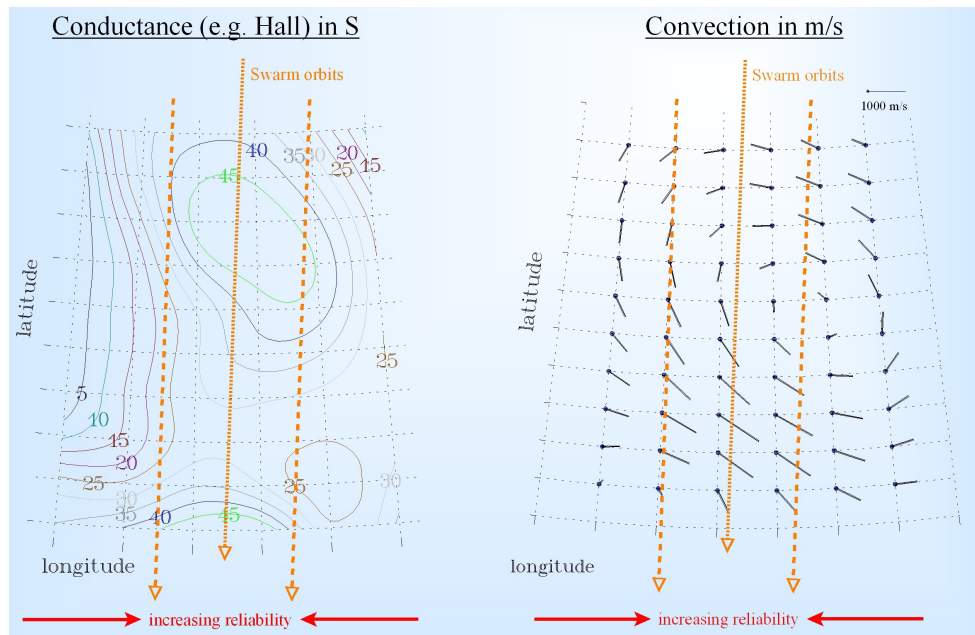 Conductance (e.g. Hall) in S
Swarm orbits
40
35
30
20
25
15
45
latitude
25
5
10
15
20
25
25
30
30
35
40
45
longitude
increasing reliability
Convection in m/s
Swarm orbits
1000 m/s
latitude
longitude
increasing reliability